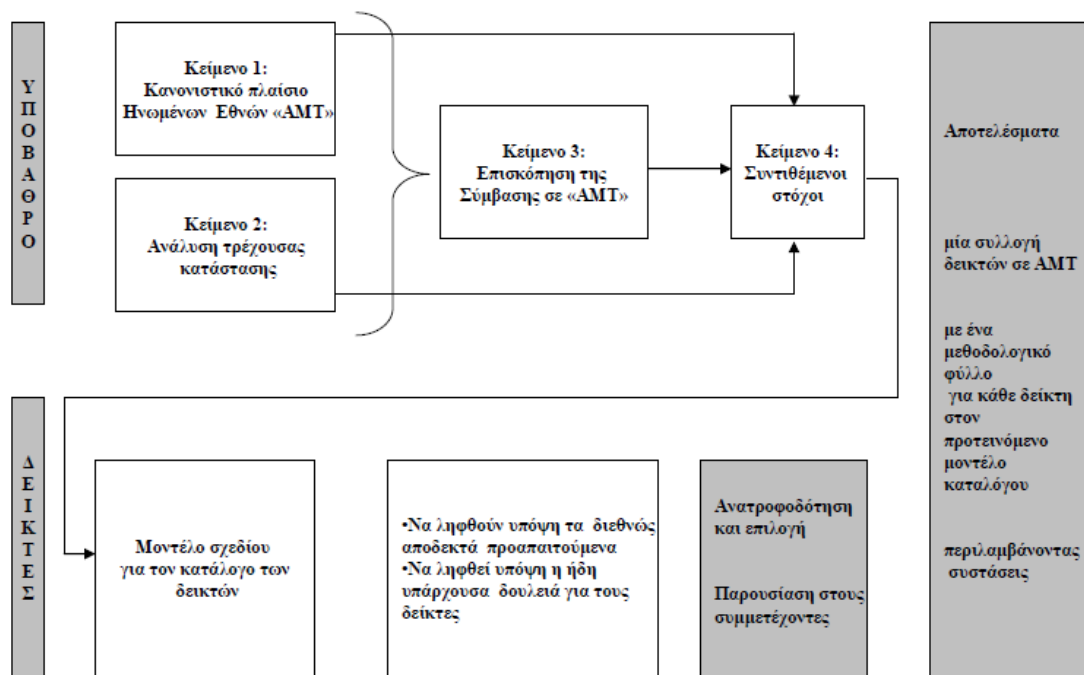 ΥΠΟΒΑΘΡΟ
Κείμενο 1:
Κανονιστικό πλαίσιο
Ηνωμένων Εθνών «ΑΜΤ»
Κείμενο 2:
Ανάλυση τρέχουσας
κατάστασης
Κείμενο 3:
Επισκόπηση της
Σύμβασης σε «ΑΜΤ»
Κείμενο 4:
Συντιθέμενοι
στόχοι
ΔΕΙΚΤΕΣ
Μοντέλο σχεδίου
για τον κατάλογο των
δεικτών
•Να ληφθούν υπόψη τα διεθνώς
αποδεκτά προαπαιτούμενα
•Να ληφθεί υπόψη η ήδη
υπάρχουσα δουλειά για τους
δείκτες
Ανατροφοδότηση
και επιλογή
Παρουσίαση στους
συμμετέχοντες
Αποτελέσματα
μία συλλογή
δεικτών σε ΑΜΤ
με ένα
μεθοδολογικό
φύλλο
για κάθε δείκτη
στον
προτεινόμενο
μοντέλο
καταλόγου
περιλαμβάνοντας
συστάσεις